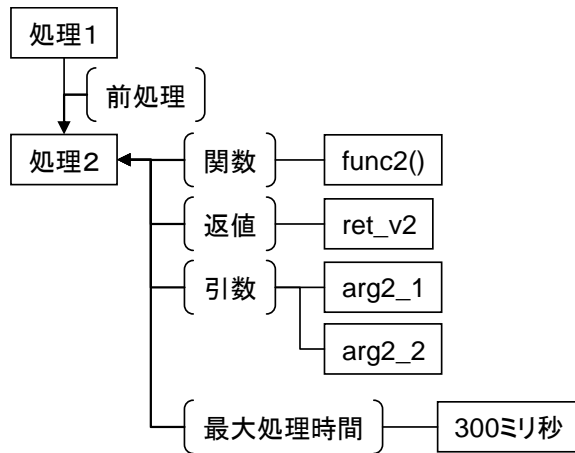 処理１
前処理
処理２
関数
func2()
返値
ret_v2
引数
arg2_1
arg2_2
最大処理時間
300ミリ秒